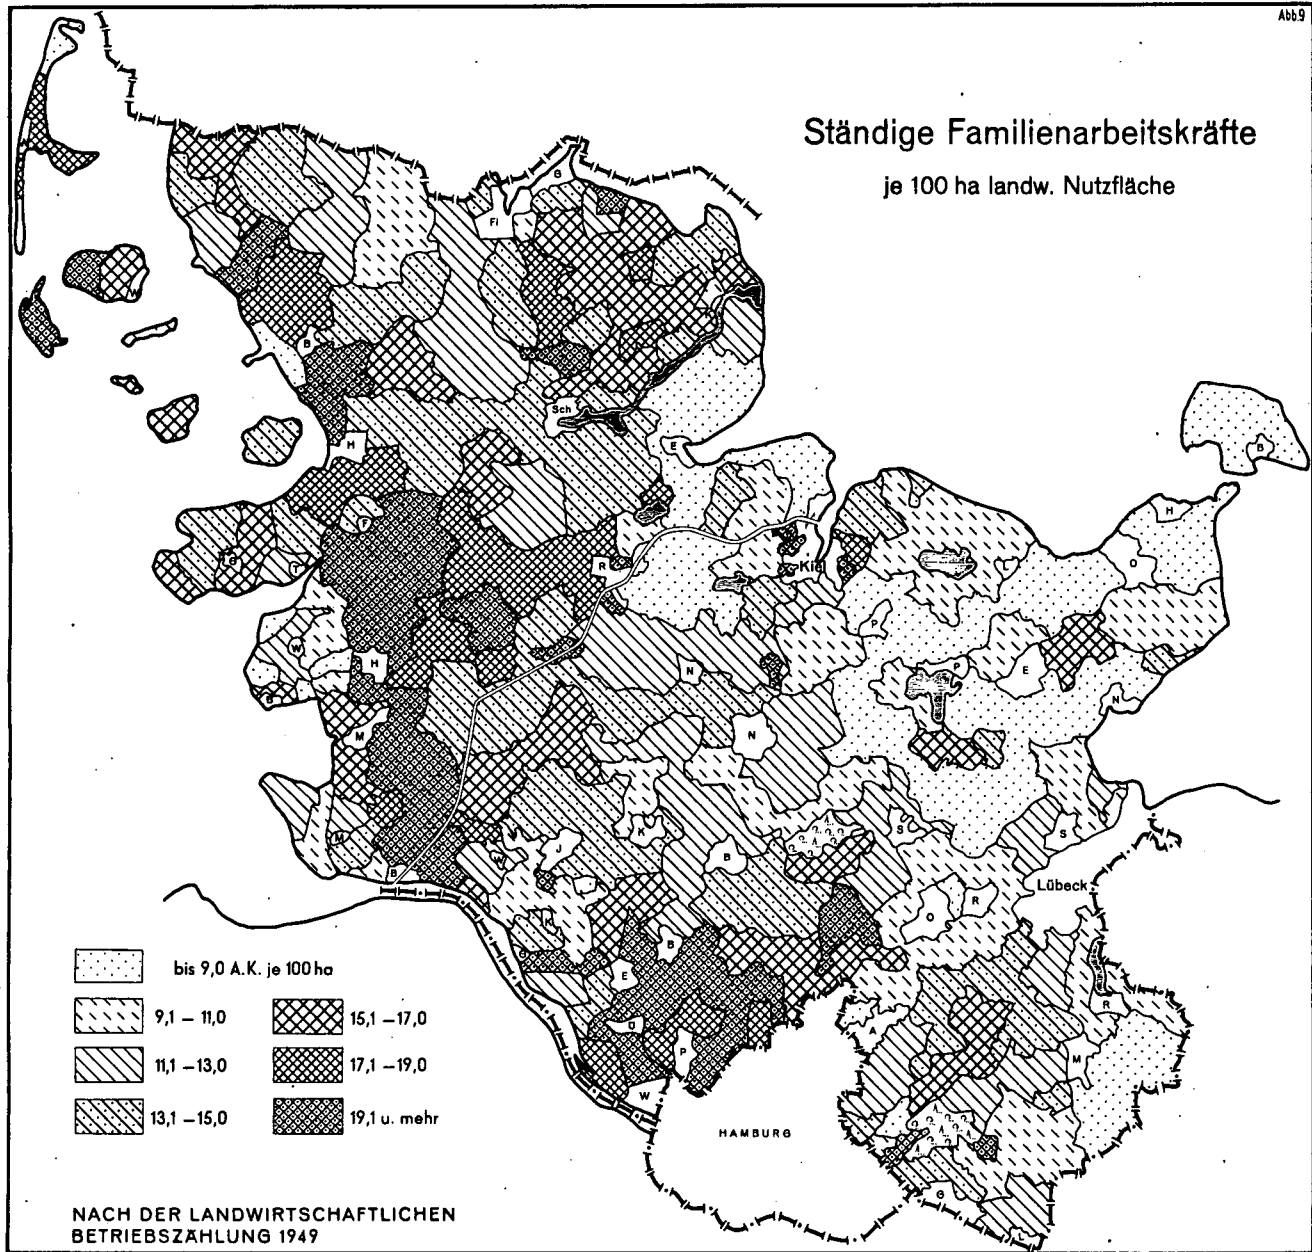 Abb.9
Ständige Familienarbeitskräfte
je 100 ha landw. Nutzfläche
G
Fl
W
B
Sch
H
E
B
H
F
G
T
R
Kiel
L
O
P
W
H
B
N
P
E
N
M
N
M
W
J
K
B
S
S
B
Lübeck
O
R
K
G
B
E
Ü
P
W
A
R
M
HAMBURG
G
L
bis 9,0 A.K. je 100 ha
9,1 – 11,0
15,1 – 17,0
11,1 – 13,0
17,1 – 19,0
13,1 – 15,0
19,1 u. mehr
NACH DER LANDWIRTSCHAFTLICHEN
BETRIEBSZÄHLUNG 1949